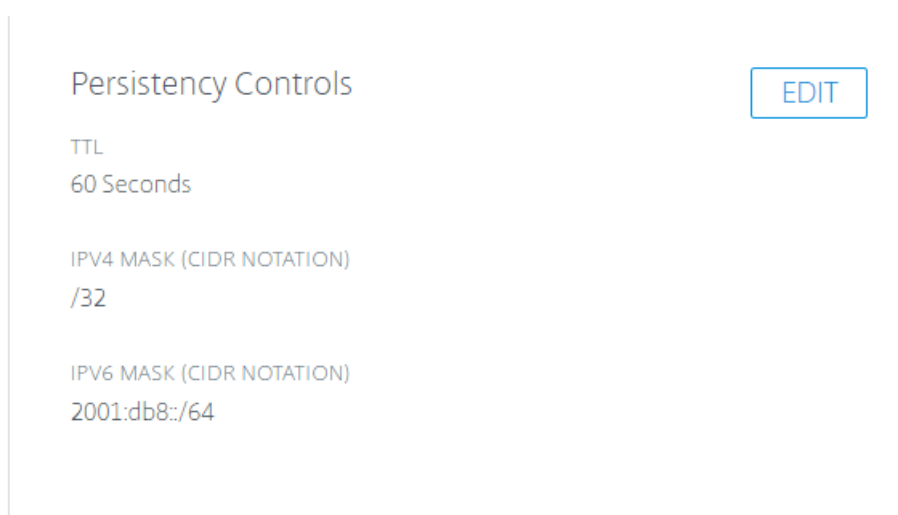 Persistency Controls
EDIT
TTL
60 Seconds
IPV4 MASK (CIDR NOTATION)
/32
IPV6 MASK (CIDR NOTATION)
2001:db8::/64